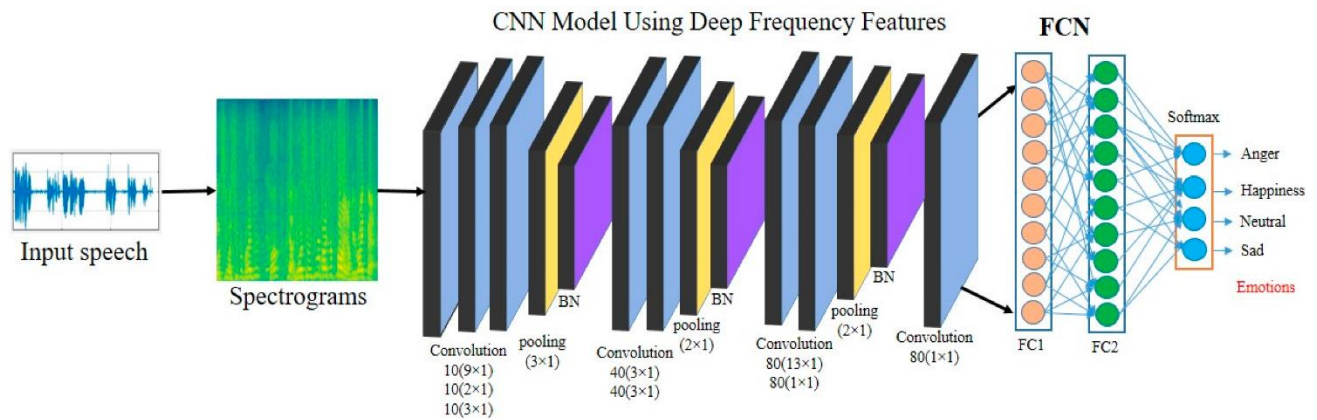 CNN Model Using Deep Frequency Features
FCN
Input speech
Spectrograms
Convolution
10(9×1)
10(2×1)
10(3×1)
pooling
(3×1)
BN
Convolution
40(3×1)
40(3×1)
pooling
(2×1)
BN
Convolution
80(13×1)
80(1×1)
pooling
(2×1)
BN
Convolution
80(1×1)
FC1
FC2
Softmax
Anger
Happiness
Neutral
Sad
Emotions